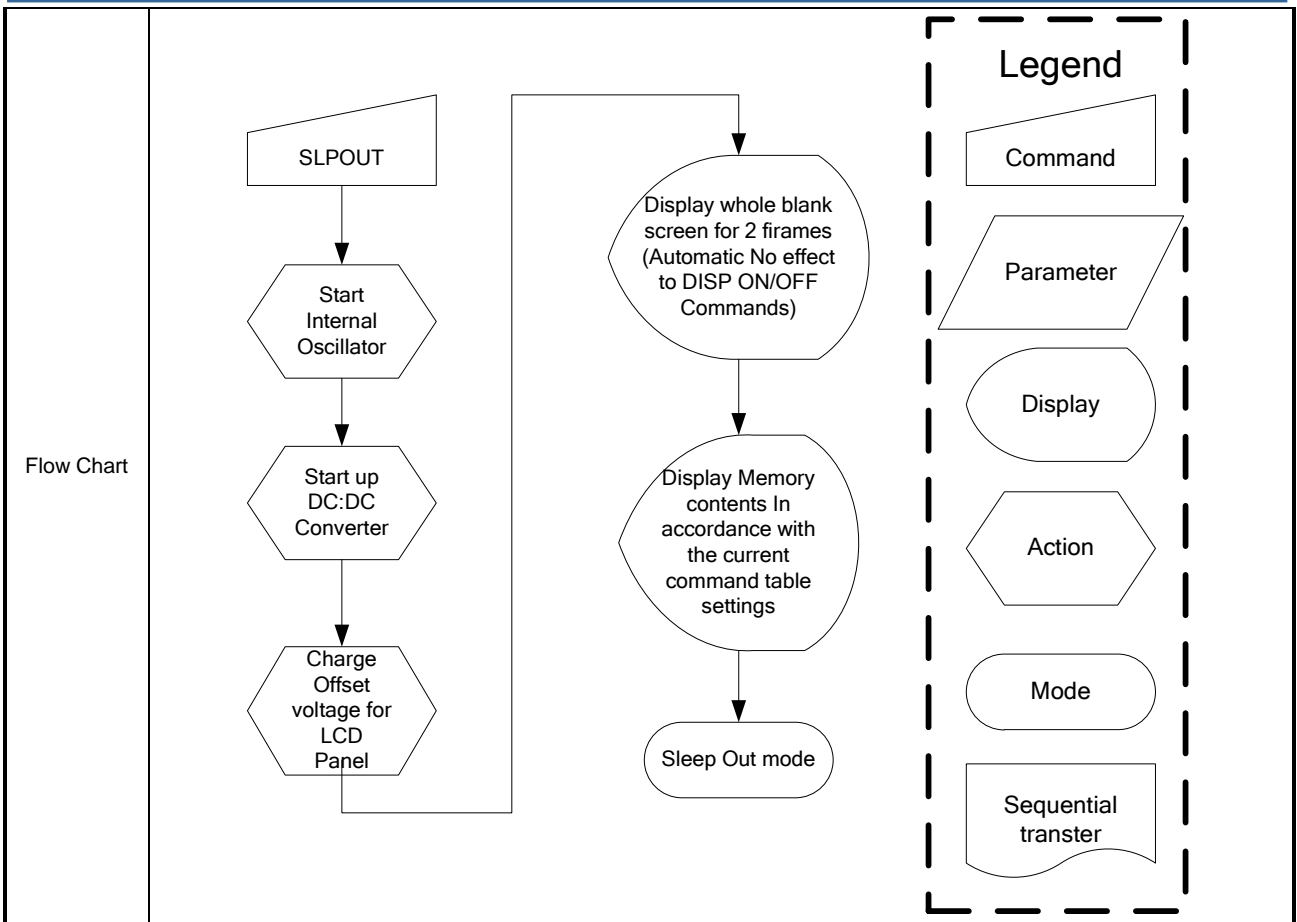 Flow Chart
SLPOUT
Start
Internal
Oscillator
Start up
DC:DC
Converter
Charge
Offset
voltage for
LCD
Panel
Display whole blank
screen for 2 firames
(Automatic No effect
to DISP ON/OFF
Commands)
Display Memory
contents In
accordance with
the current
command table
settings
Sleep Out mode
Legend
Command
Parameter
Display
Action
Mode
Sequential
transter